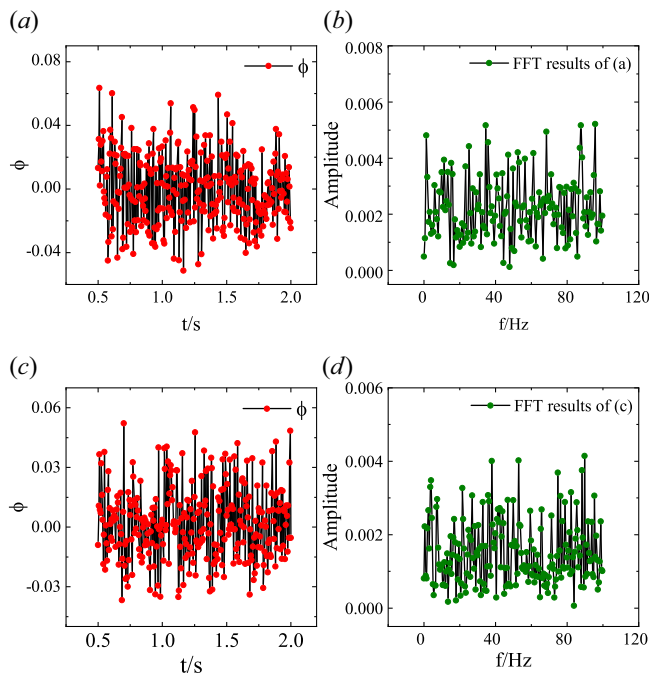 (a)
0.08
0.04
0.00
-0.04
ϕ
ϕ
0.5
1.0
1.5
2.0
t/s
(b)
0.008
0.006
0.004
0.002
0.000
Amplitude
FFT results of (a)
0
40
80
120
f/Hz
(c)
0.06
0.03
0.00
-0.03
ϕ
ϕ
0.5
1.0
1.5
2.0
t/s
(d)
0.006
0.004
0.002
0.000
Amplitude
FFT results of (c)
0
40
80
120
f/Hz